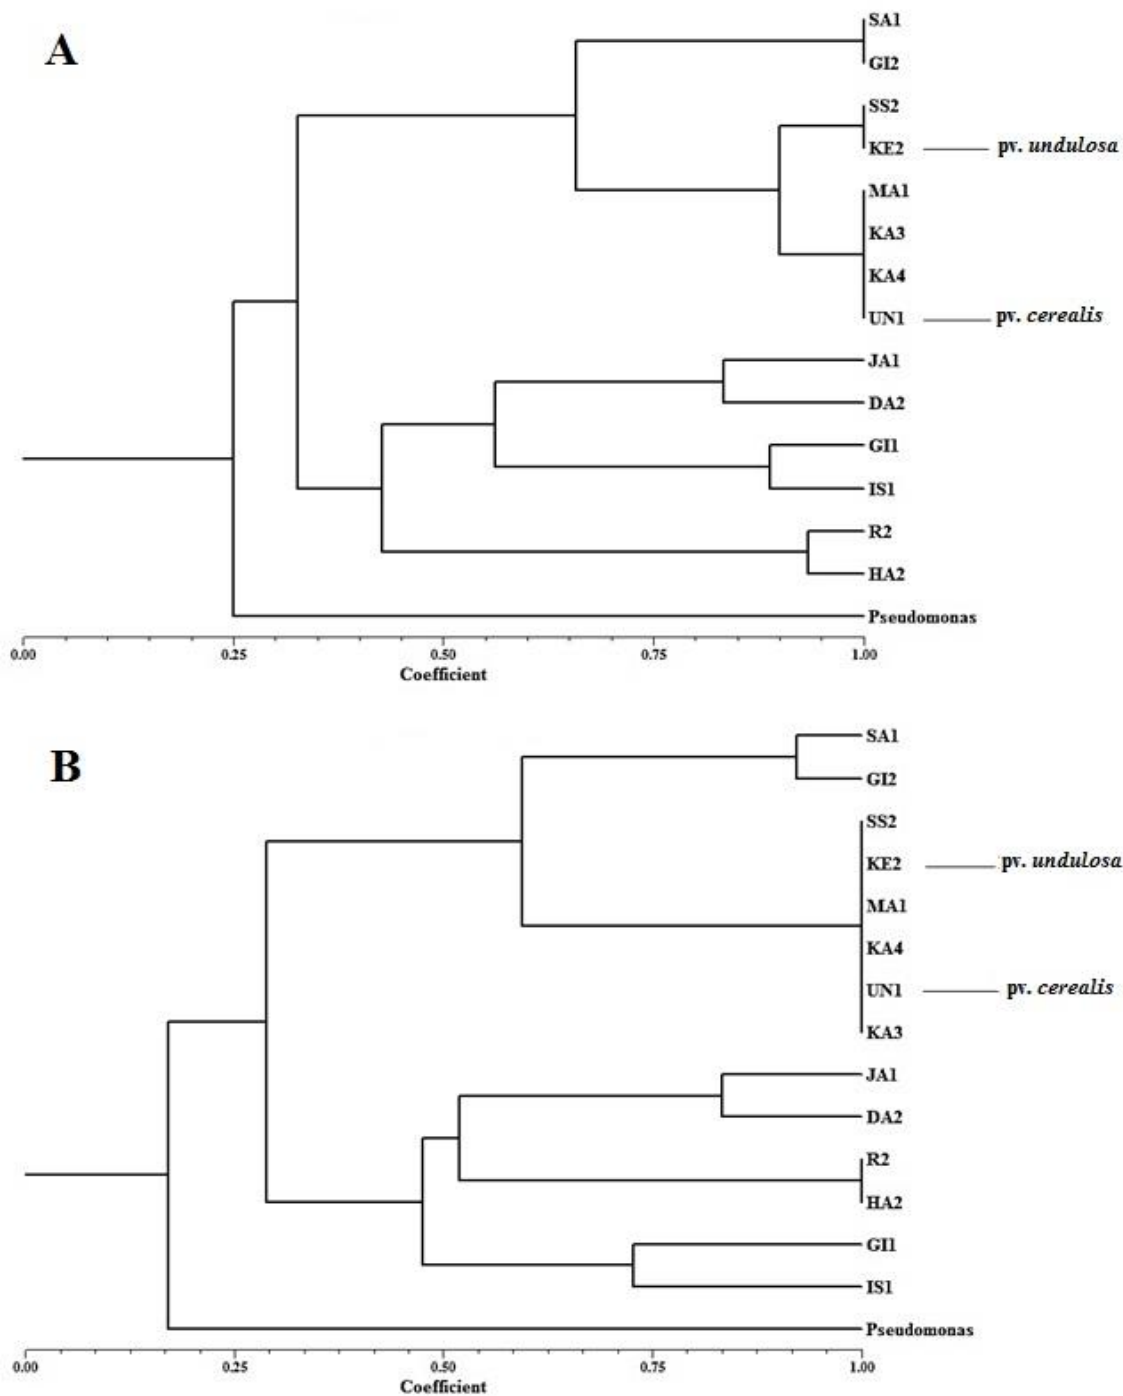 A
SA1
GI2
SS2
KE2 pv. undulosa
MA1
KA3
KA4
UN1 pv. cerealis
JA1
DA2
GI1
IS1
R2
HA2
Pseudomonas
0.00 0.25 0.50 0.75 1.00
Coefficient
B
SA1
GI2
SS2
KE2 pv. undulosa
MA1
KA4
UN1 pv. cerealis
KA3
JA1
DA2
R2
HA2
GI1
IS1
Pseudomonas
0.00 0.25 0.50 0.75 1.00
Coefficient